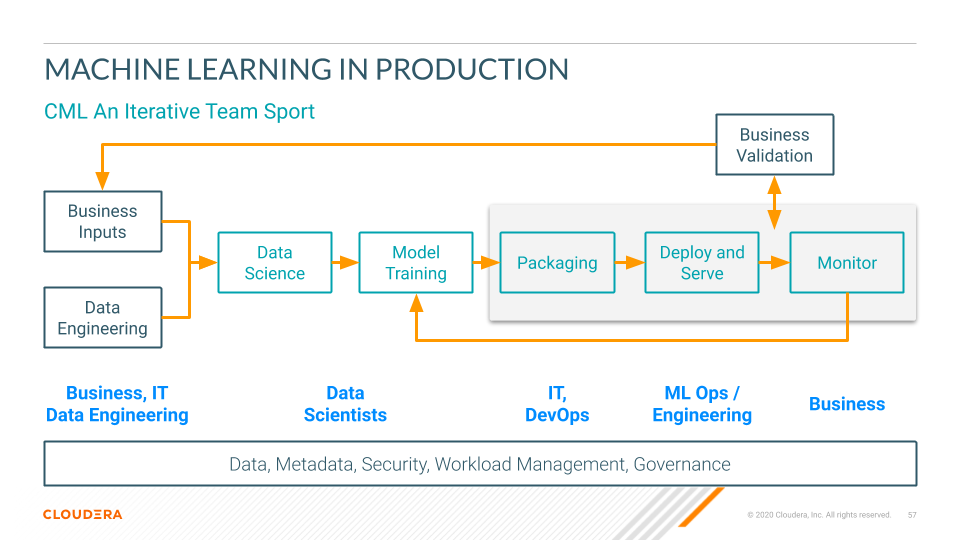 MACHINE LEARNING IN PRODUCTION
CML An Iterative Team Sport
Business
Validation
Business
Inputs
Data
Engineering
Data
Science
Model
Training
Packaging
Deploy and
Serve
Monitor
Business, IT
Data Engineering
Data
Scientists
IT,
DevOps
ML Ops /
Engineering
Business
Data, Metadata, Security, Workload Management, Governance
CLOUDERA
© 2020 Cloudera, Inc. All rights reserved.
57